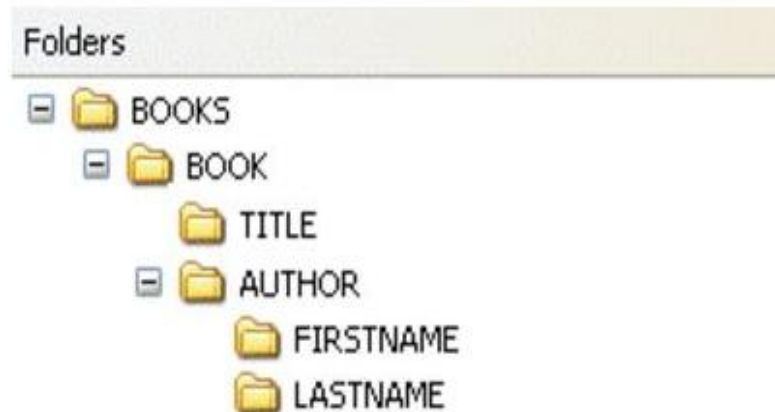 Folders
BOOKS
BOOK
TITLE
AUTHOR
FIRSTNAME
LASTNAME